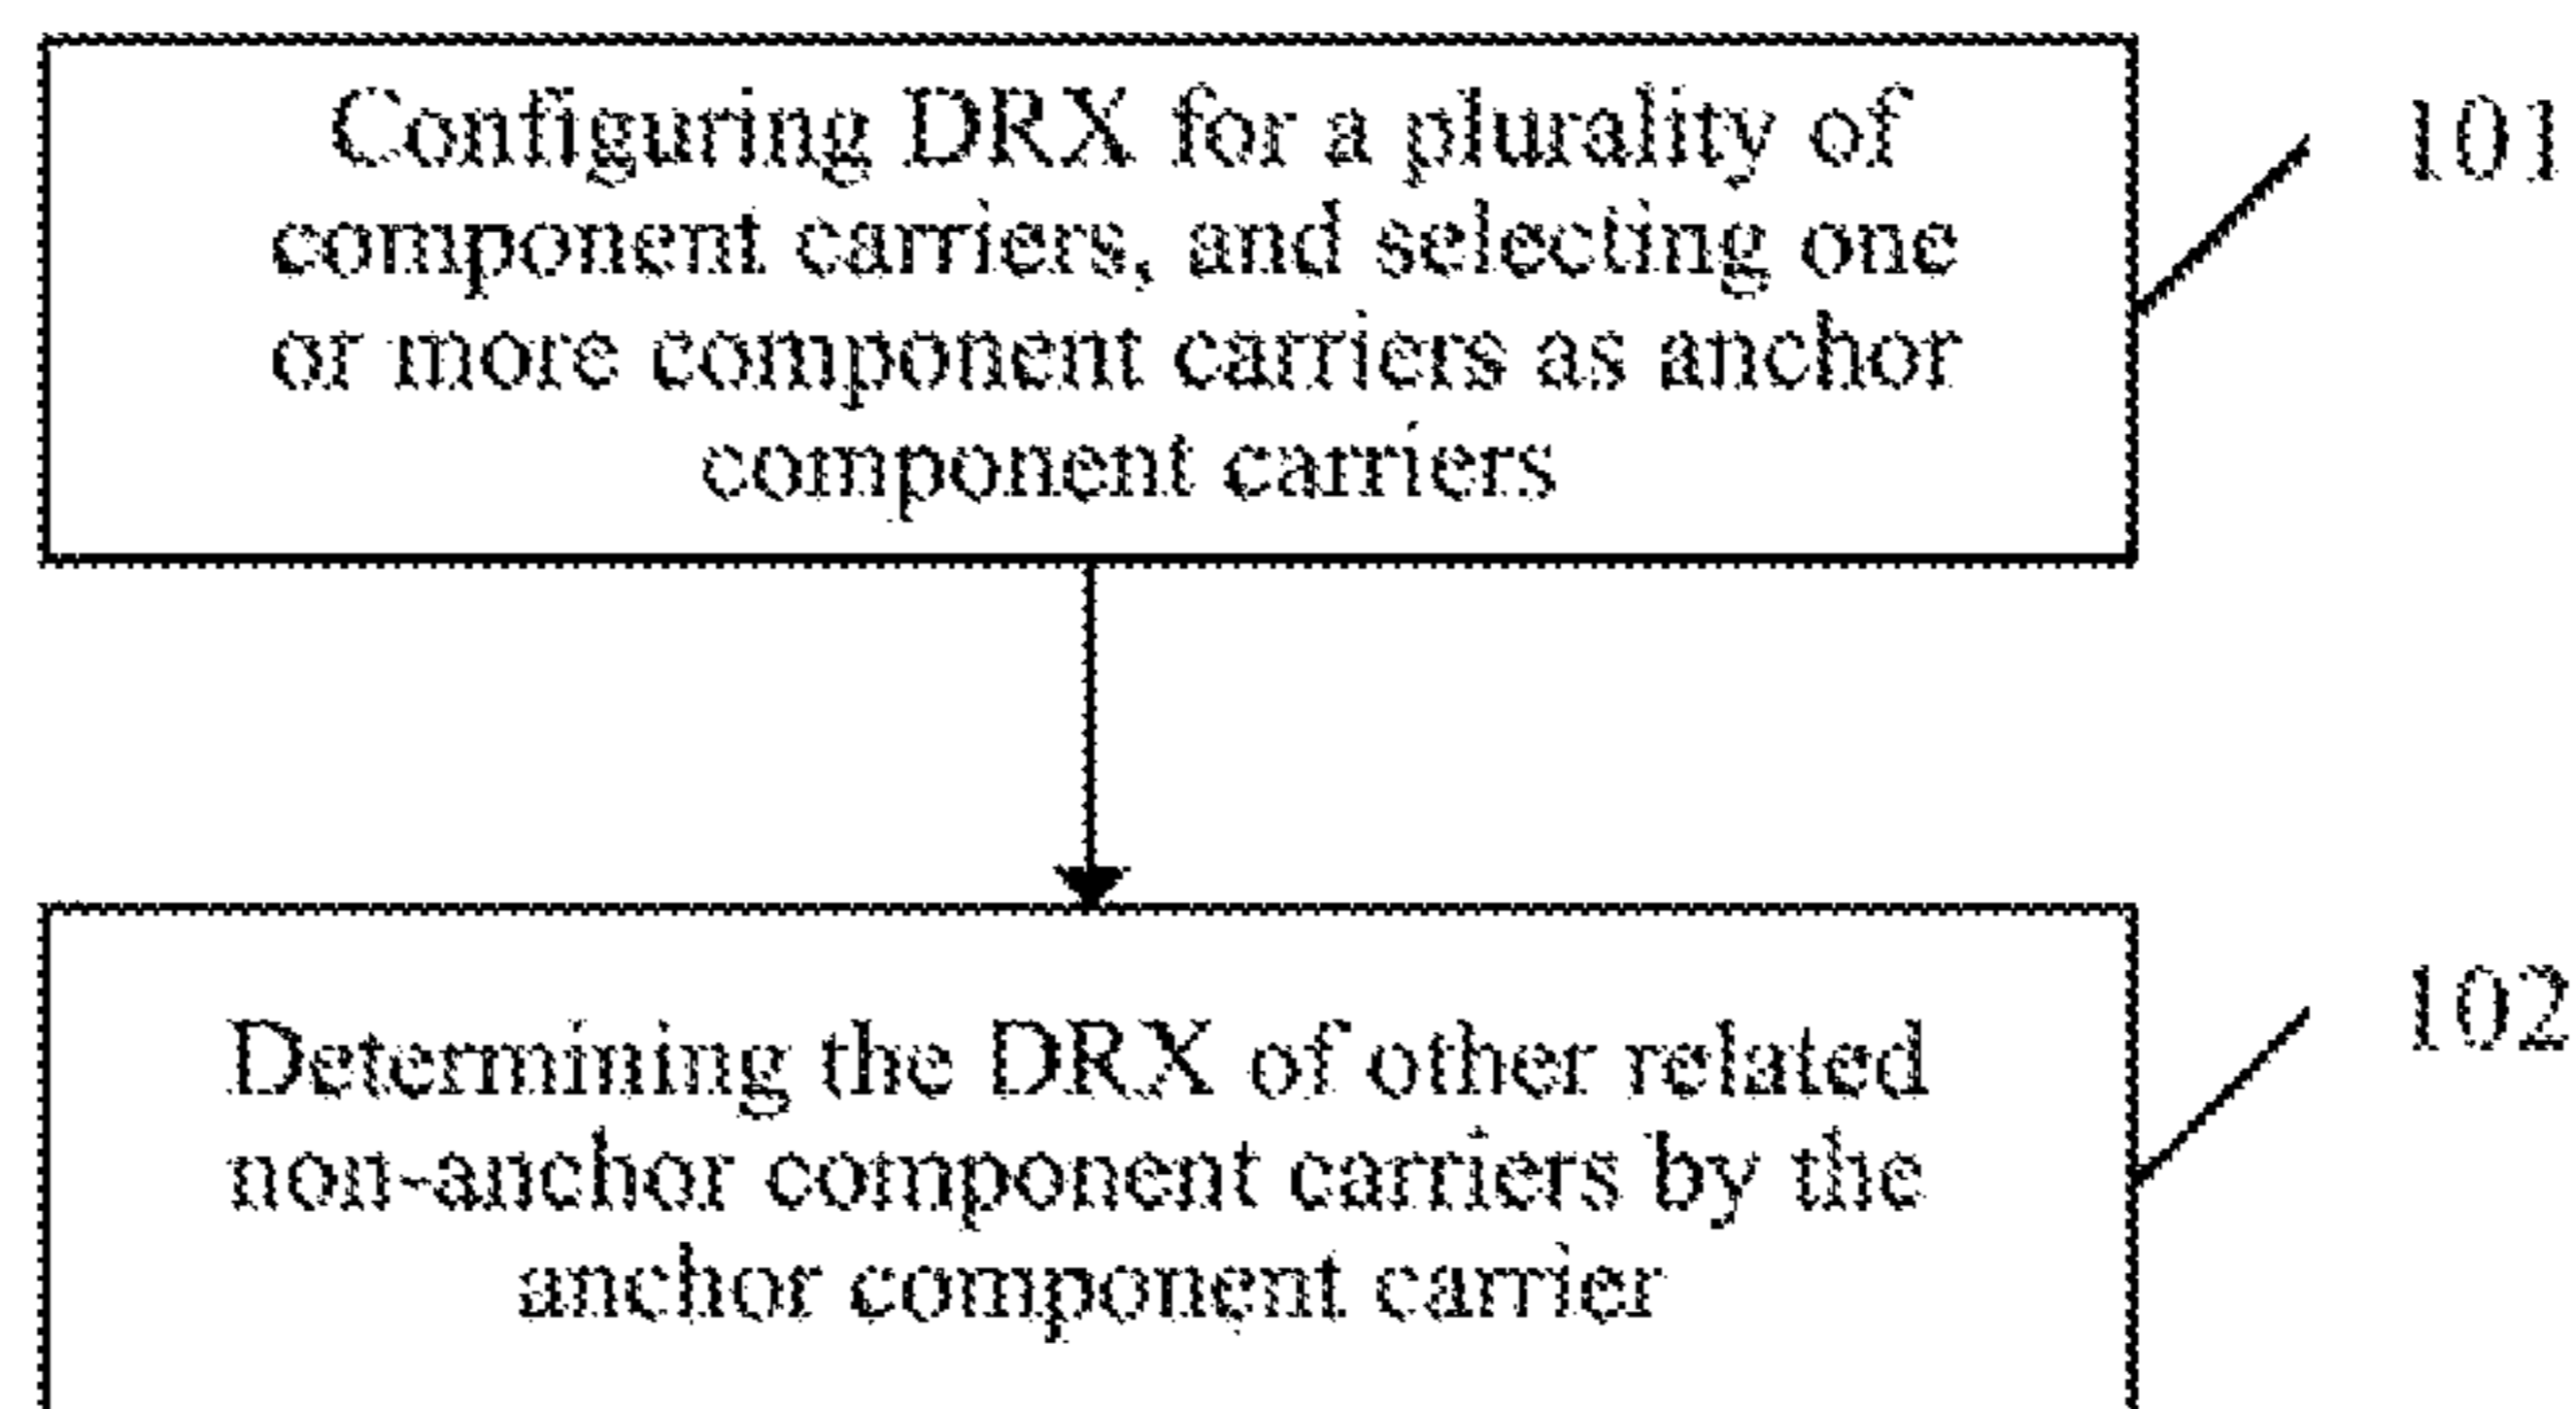 Configuring DRX for a plurality of
component carriers, and selecting one
or more component carriers as anchor
component carriers
101
Determining the DRX of other related
non-anchor component carriers by the
anchor component carrier
102